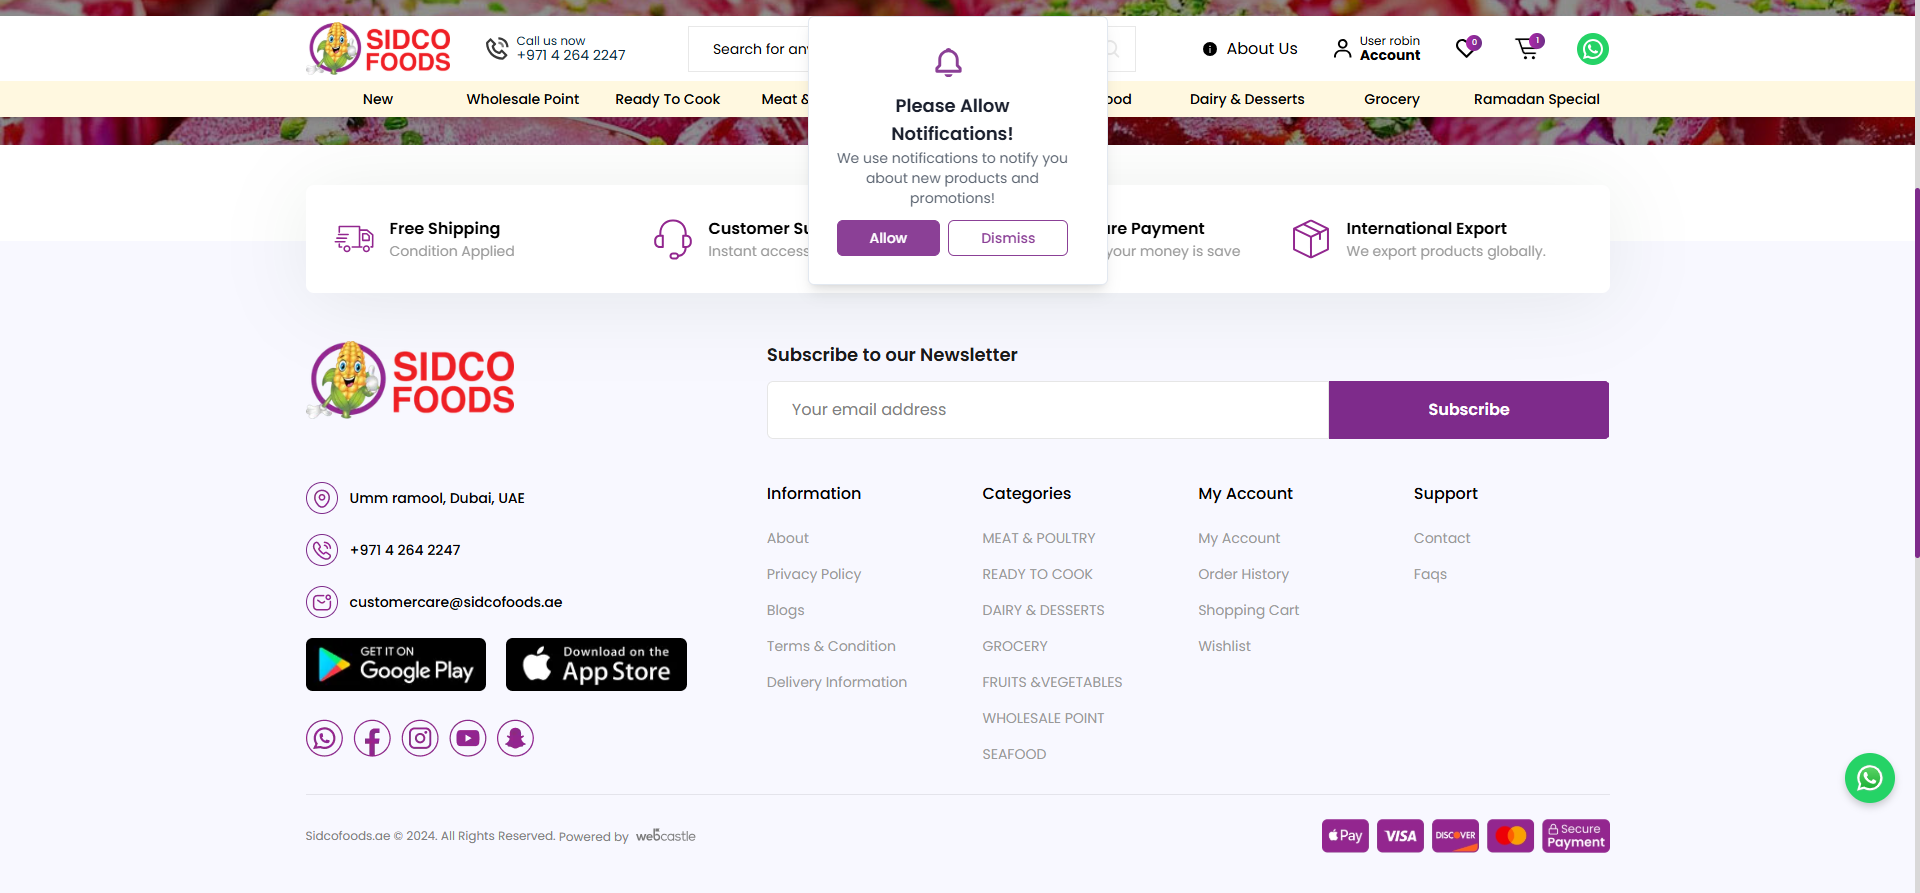 SIDCO
FOODS
Call us now
+971 4 264 2247
Search for
About Us
User robin
Account
0
1
New
Wholesale Point
Ready To Cook
Meat &
Dairy & Desserts
Grocery
Ramadan Special
Please Allow
Notifications!
We use notifications to notify you
about new products and
promotions!
Allow
Dismiss
Free Shipping
Condition Applied
Customer
Instant access
Payment
your money is save
International Export
We export products globally.
SIDCO
FOODS
Subscribe to our Newsletter
Your email address
Subscribe
Umm ramool, Dubai, UAE
+971 4 264 2247
customercare@sidcofoods.ae
GET IT ON
Google Play
Download on the
App Store
Information
About
Privacy Policy
Blogs
Terms & Condition
Delivery Information
Categories
MEAT & POULTRY
READY TO COOK
DAIRY & DESSERTS
GROCERY
FRUITS &VEGETABLES
WHOLESALE POINT
SEAFOOD
My Account
My Account
Order History
Shopping Cart
Wishlist
Support
Contact
Faqs
Sidcofoods.ae © 2024. All Rights Reserved. Powered by webcastle
Pay
VISA
DISCOVER
Secure
Payment